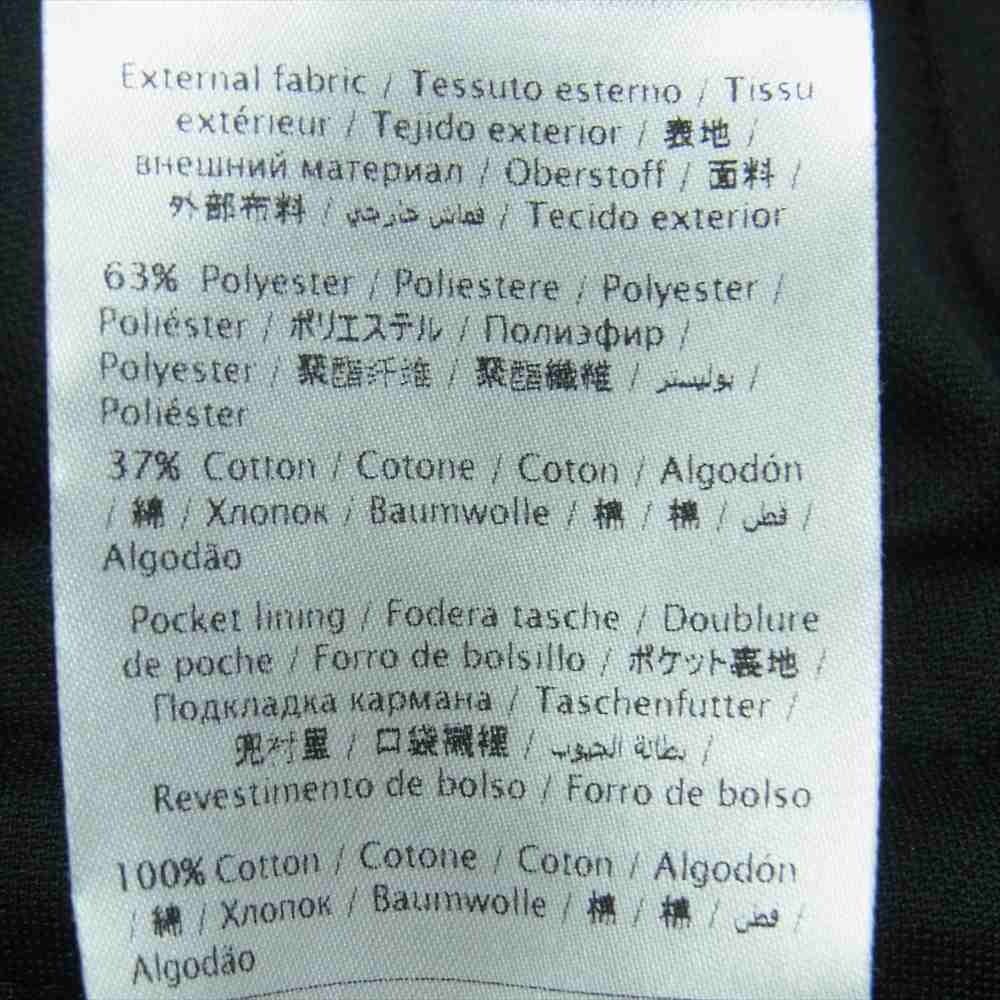 External fabric / Tessuto esterno / Tissu
extérieur / Tejido exterior / 表地 /
внешний материал / Oberstoff / 面料 /
外部布料 / قماش خارجي / Tecido exterior
63% Polyester / Poliestere / Polyester /
Poliéster / ポリエステル / Полиэфир /
Polyester / 聚酯纤维 / 聚酯纖維 / بوليستر /
Poliéster
37% Cotton / Cotone / Coton / Algodón
/ 綿 / Хлопок / Baumwolle / 棉 / 棉 / قطن /
Algodão
Pocket lining / Fodera tasche / Doublure
de poche / Forro de bolsillo / ポケット裏地 /
Подкладка кармана / Taschenfutter /
兜衬里 / 口袋襯裡 / بطانة الجيوب /
Revestimento de bolso / Forro de bolso
100% Cotton / Cotone / Coton / Algodón
/ 綿 / Хлопок / Baumwolle / 棉 / 棉 / قطن /
Algodão